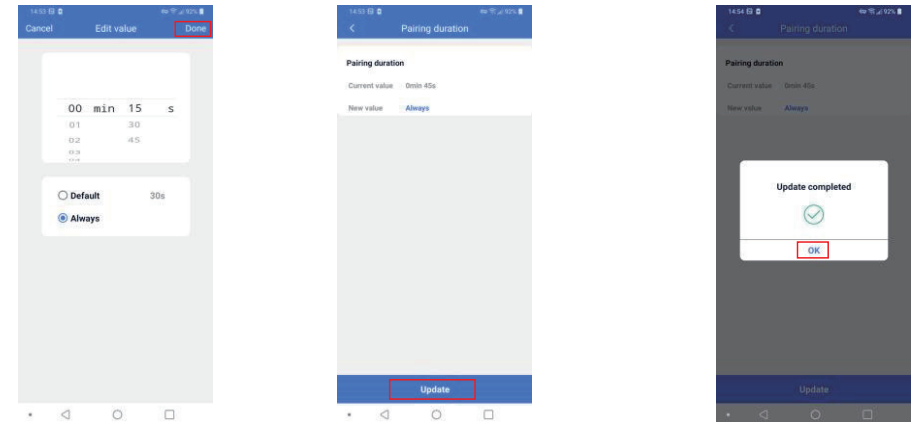 14:53 92%
Cancel Edit value Done
00 min 15 s
01 30
02 45
03
04
Default 30s
Always
14:53 92%
Pairing duration
Pairing duration
Current value 0min 45s
New value Always
Update
14:54 92%
Pairing duration
Pairing duration
Current value 0min 45s
New value Always
Update completed
OK
Update